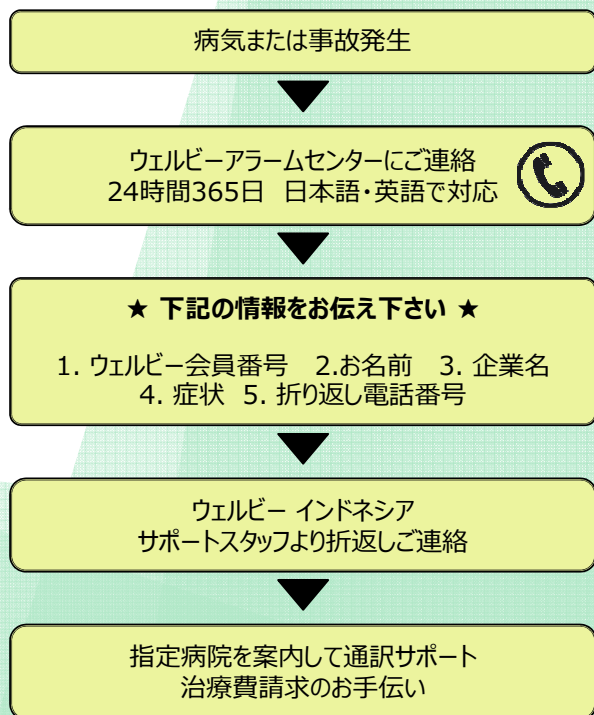 病気または事故発生
ウェルビーアラームセンターにご連絡
24時間365日 日本語・英語で対応
★ 下記の情報をお伝え下さい ★
1. ウェルビー会員番号 2.お名前 3. 企業名
4. 症状 5. 折り返し電話番号
ウェルビー インドネシア
サポートスタッフより折返しご連絡
指定病院を案内して通訳サポート
治療費請求のお手伝い